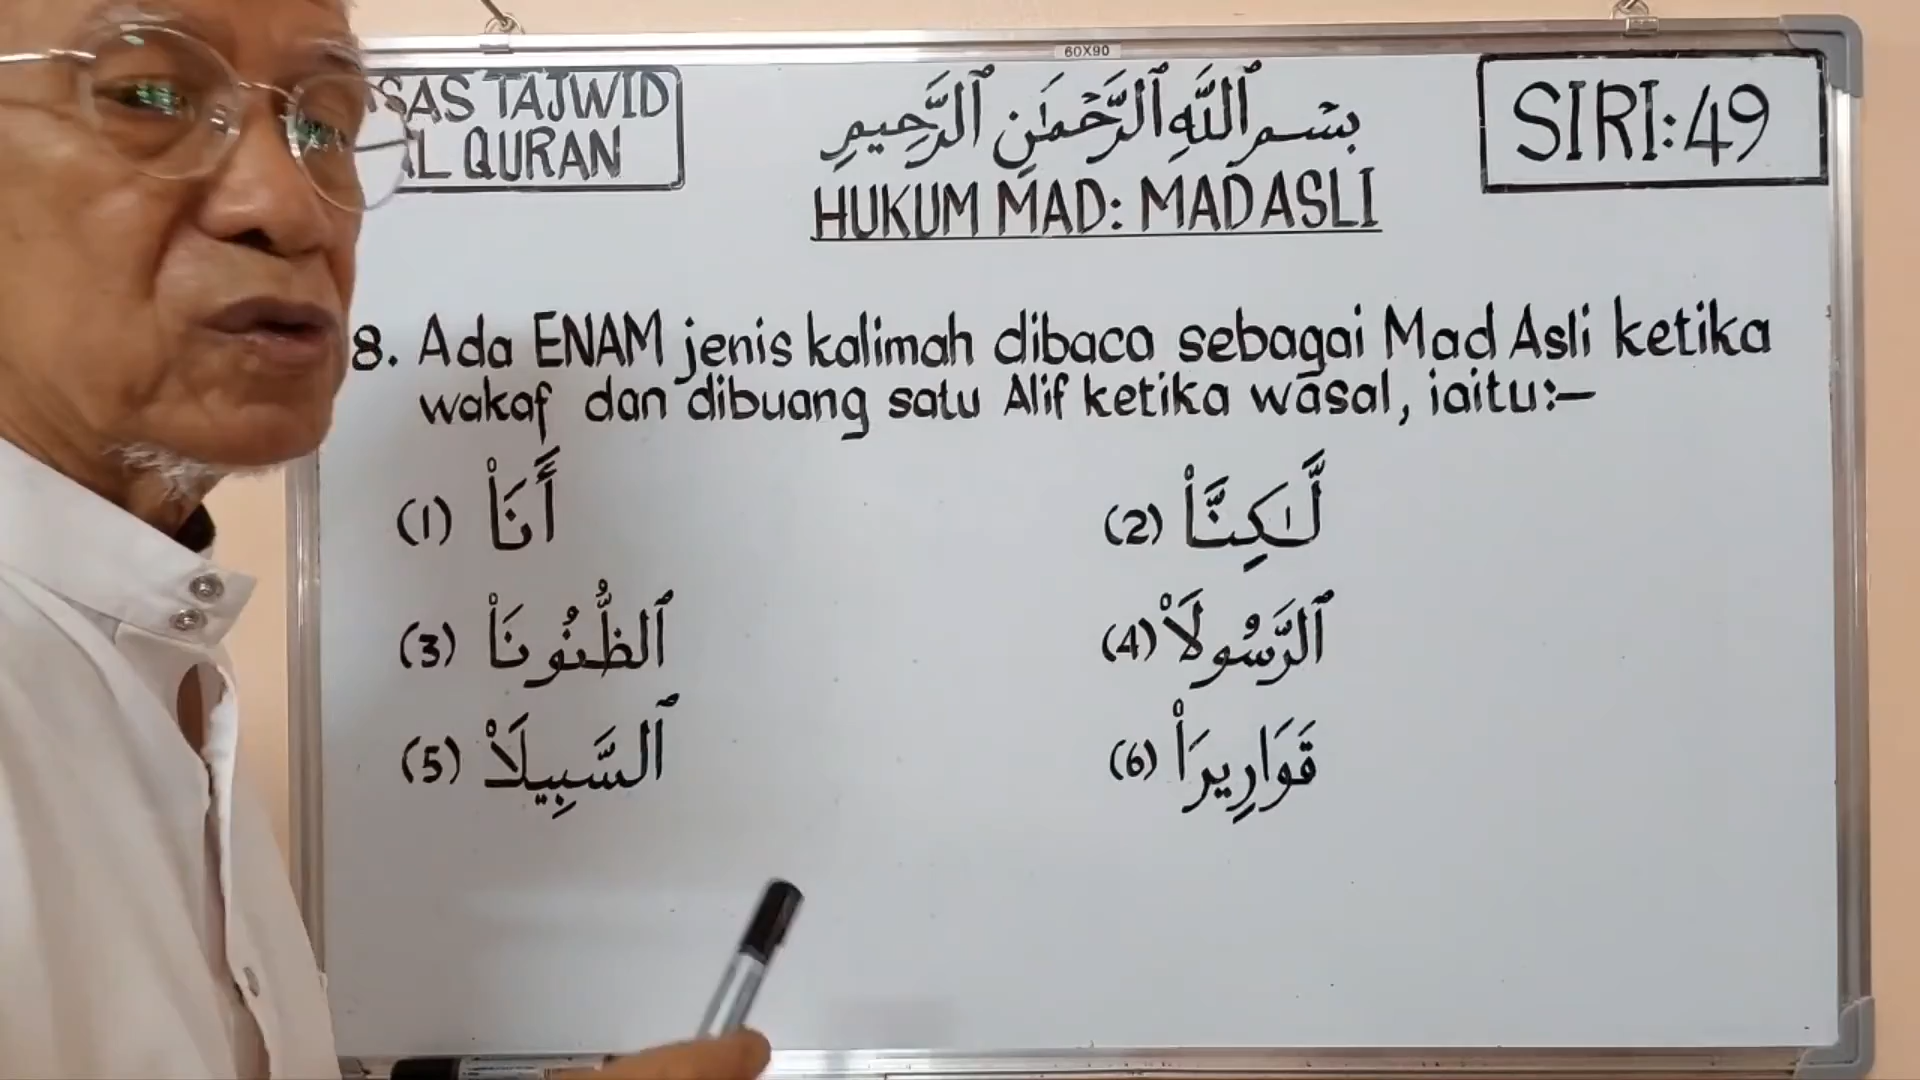 60X90
SAS TAJWID
L QURAN
بِسْمِ ٱللَّهِ ٱلرَّحْمَٰنِ ٱلرَّحِيمِ
SIRI:49
HUKUM MAD: MAD ASLI
8. Ada ENAM jenis kalimah dibaca sebagai Mad Asli ketika
wakaf dan dibuang satu Alif ketika wasal, iaitu:-
(1) أَنَا۠
(2) لَّـٰكِنَّا۠
(3) ٱلظُّنُونَا۠
(4) ٱلرَّسُولَا۠
(5) ٱلسَّبِيلَا۠
(6) قَوَارِيرَا۠